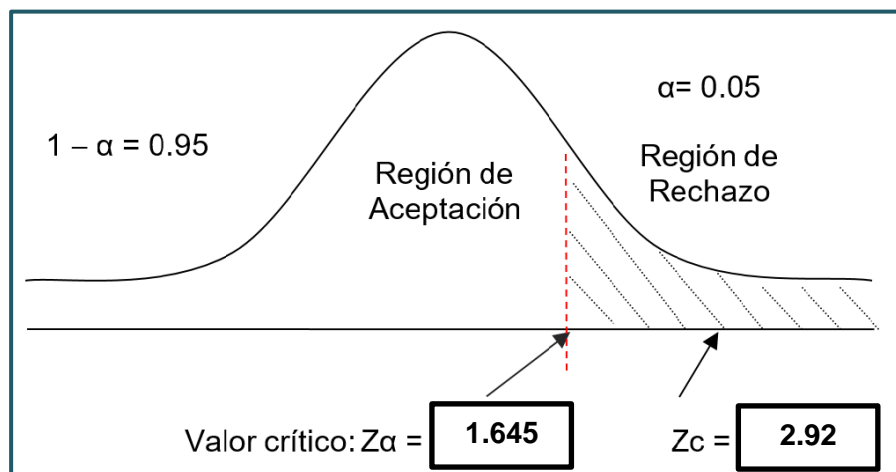 α= 0.05
1 – α = 0.95
Región de
Aceptación
Región de
Rechazo
Valor crítico: Zα = 1.645
Zc = 2.92